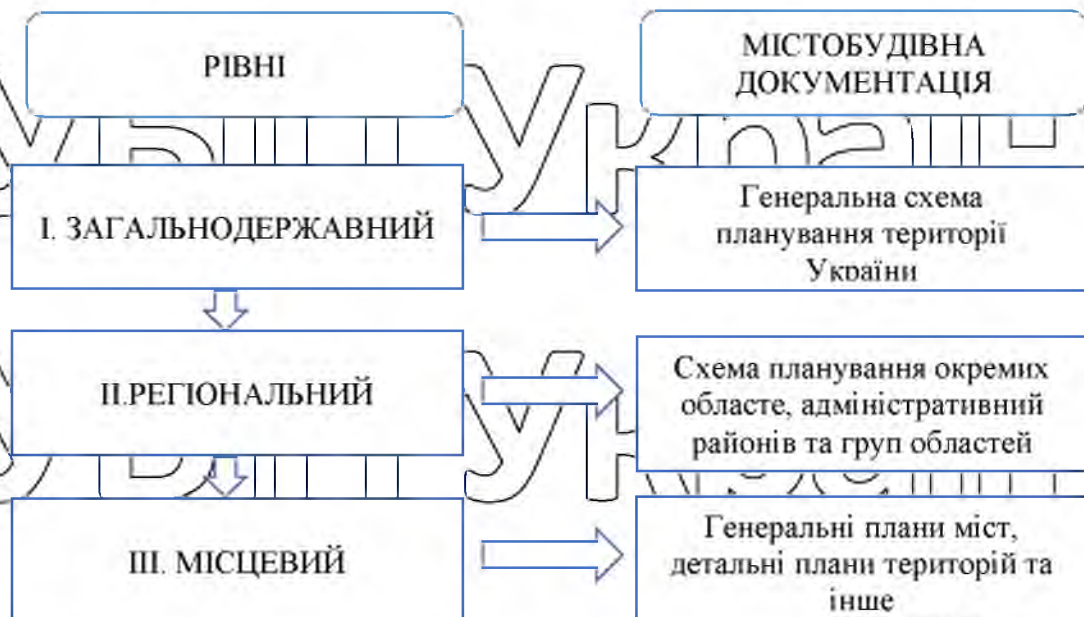 РІВНІ
МІСТОБУДІВНА
ДОКУМЕНТАЦІЯ
І. ЗАГАЛЬНОДЕРЖАВНИЙ
Генеральна схема
планування території
України
ІІ.РЕГІОНАЛЬНИЙ
Схема планування окремих
областе, адміністративний
районів та груп областей
ІІІ. МІСЦЕВИЙ
Генеральні плани міст,
детальні плани територій та
інше